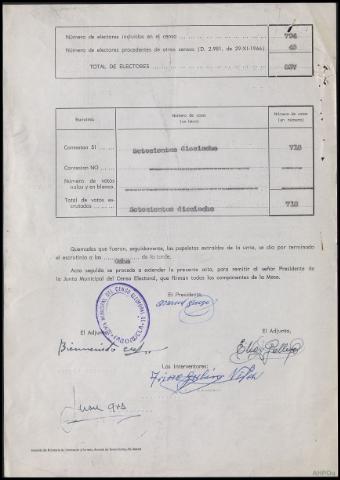 Número de electores incluidos en el censo 794
Número de electores procedentes de otros censos (D. 2.981, de 29-XI-1966) 43
TOTAL DE ELECTORES 837
Escrutinio Número de votos (en letra) Número de votos (en número)
Contestan SI Setecientos dieciocho 718
Contestan NO
Número de votos nulos y en blanco
Total de votos escrutados Setecientos dieciocho 718
Quemadas que fueron, seguidamente, las papeletas extraídas de la urna, se dio por terminado
el escrutinio a las Ocho de la tarde.
Acto seguido se procede a extender la presente acta, para remitir al señor Presidente de
la Junta Municipal del Censo Electoral, que firman todos los componentes de la Mesa.
El Presidente,
El Adjunto, El Adjunto,
Bienvenido
Los Interventores:
AHPOu